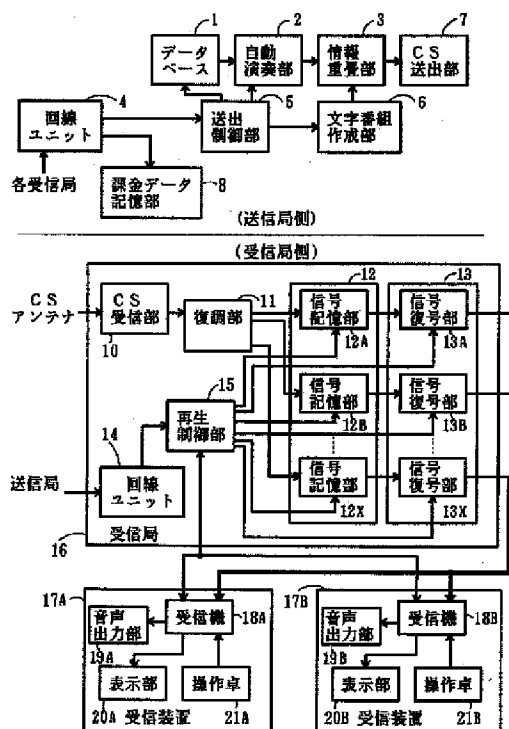 1
2
3
7
データ
ベース
自動
演奏部
情報
重畳部
CS
送出部
4
5
6
回線
ユニット
送出
制御部
文字番組
作成部
各受信局
課金データ
記憶部
8
(送信局側)
(受信局側)
12
13
CS
アンテナ
CS
受信部
10
復調部
11
信号
記憶部
12A
信号
復号部
13A
15
再生
制御部
信号
記憶部
12B
信号
復号部
13B
14
送信局
回線
ユニット
信号
記憶部
12X
信号
復号部
13X
16
受信局
17A
受信機
18A
音声
出力部
19A
表示部
操作卓
20A
受信装置
21A
17B
受信機
18B
音声
出力部
19B
表示部
操作卓
20B
受信装置
21B